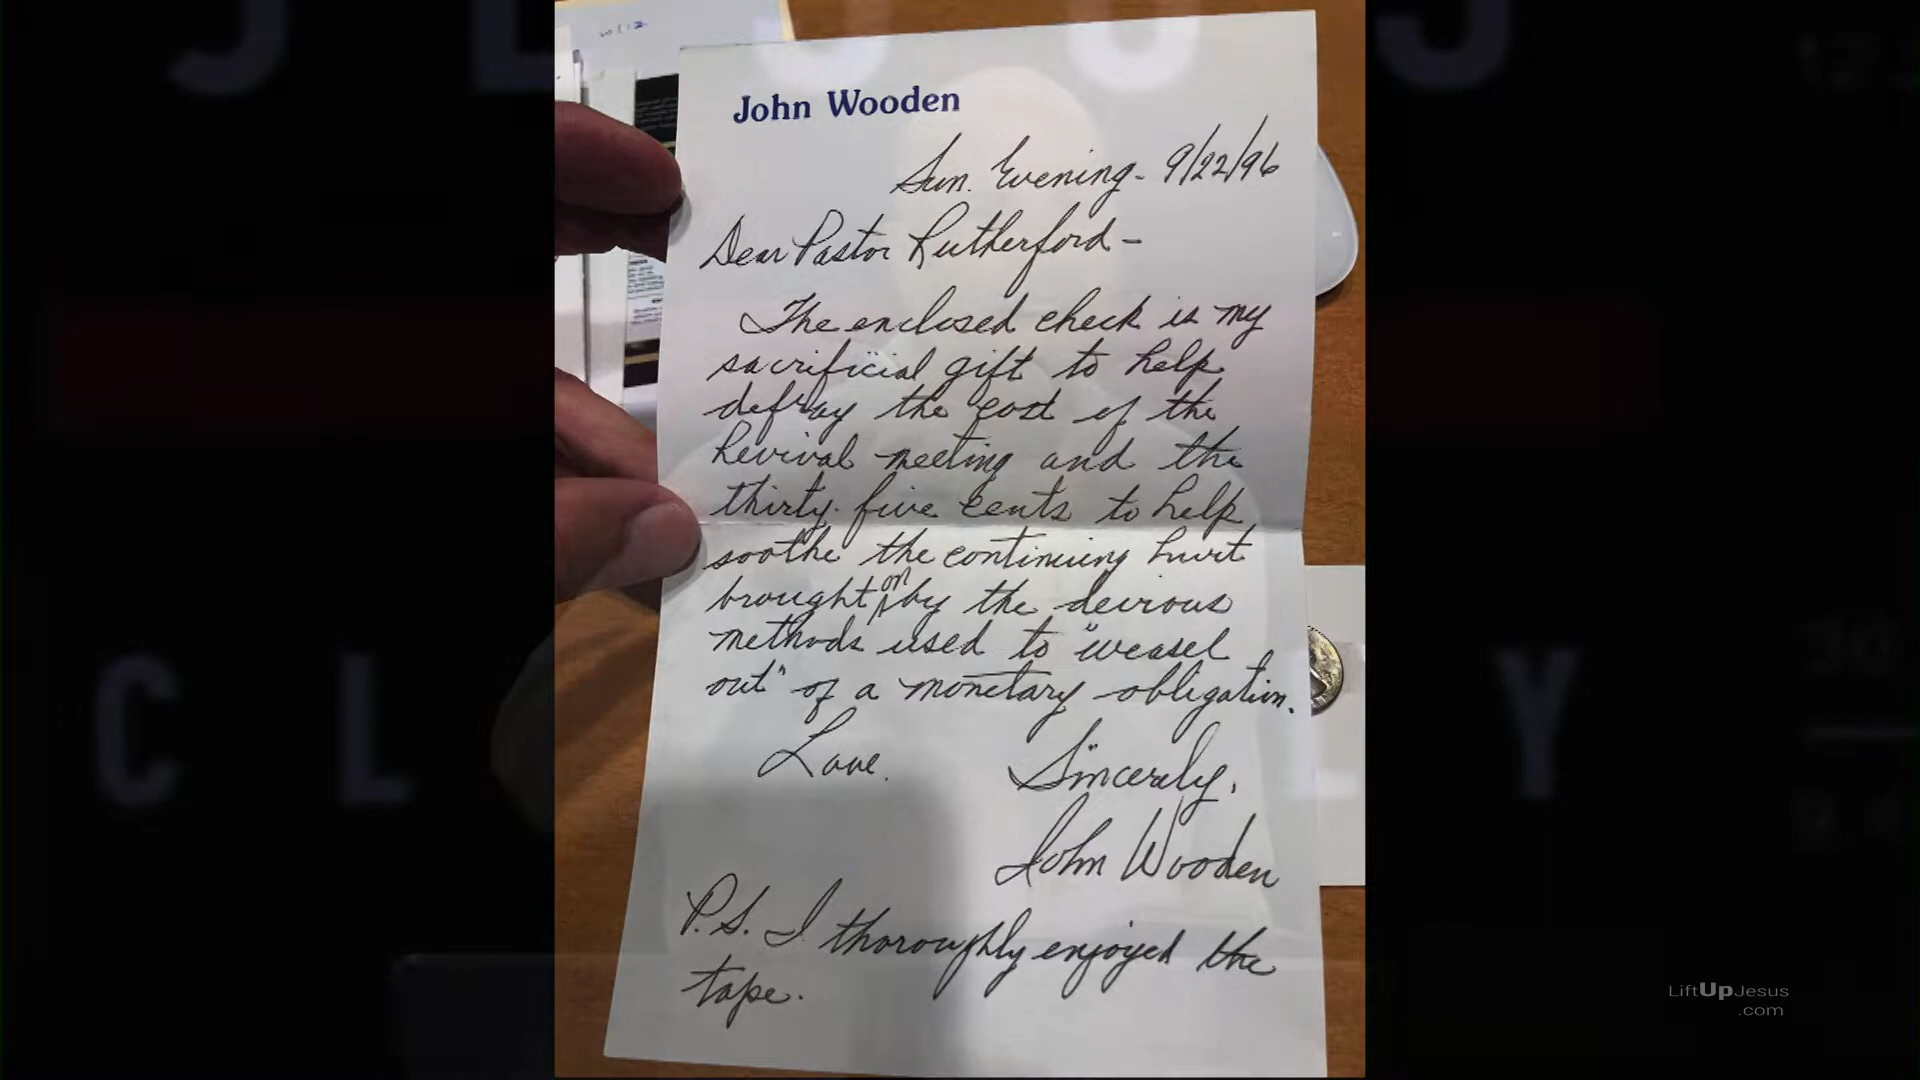 John Wooden
Sun. Evening - 9/22/96
Dear Pastor Rutherford -
The enclosed check is my
sacrificial gift to help
defray the cost of the
Revival meeting and the
thirty-five cents to help
soothe the continuing hurt
brought on by the devious
methods used to "weasel
out" of a monetary obligation.
Love.
Sincerely,
John Wooden
P.S. I thoroughly enjoyed the
tape.
LiftUpJesus
.com
C L Y